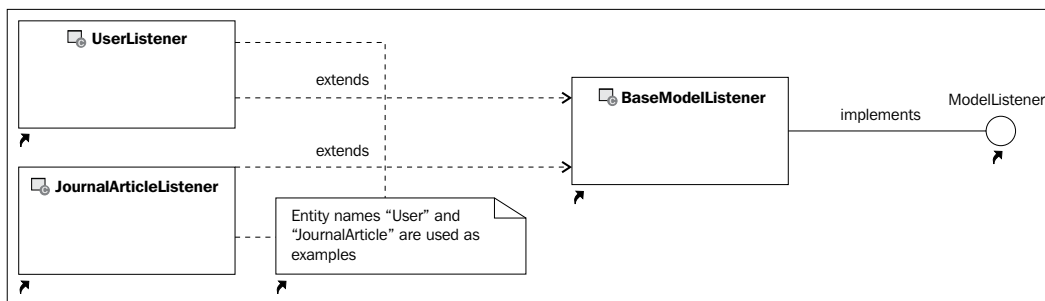 UserListener
extends
BaseModelListener
ModelListener
implements
extends
JournalArticleListener
Entity names “User” and
“JournalArticle” are used as
examples